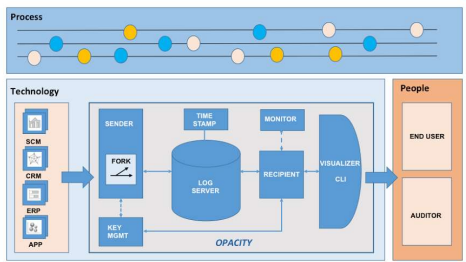 Process
Technology
People
SCM
CRM
ERP
APP
SENDER
FORK
KEY
MGMT
TIME
STAMP
LOG
SERVER
MONITOR
RECIPIENT
VISUALIZER
CLI
OPACITY
END USER
AUDITOR